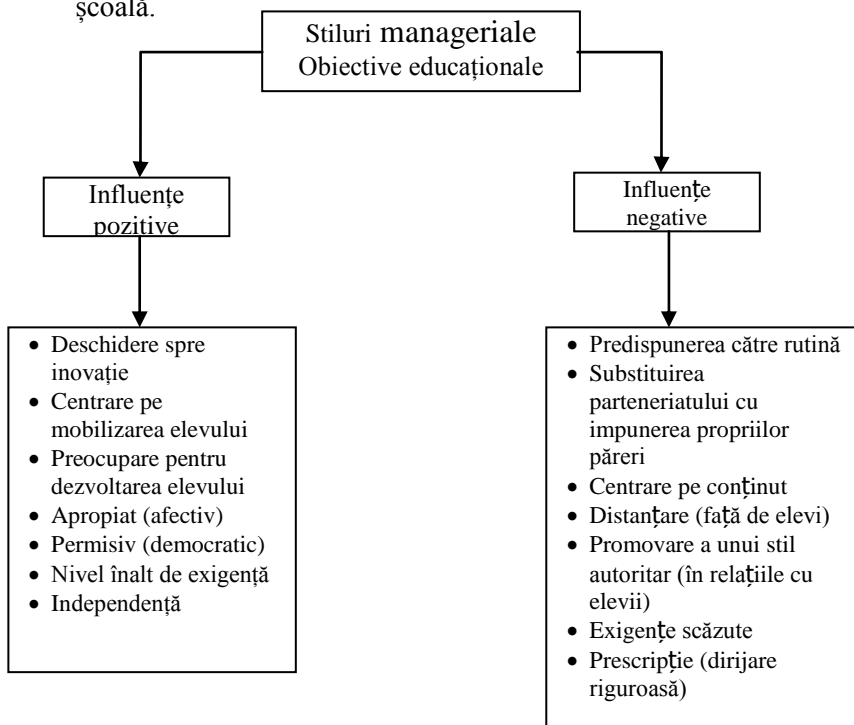 școală.
Stiluri manageriale
Obiective educaționale
Influențe
pozitive
Influențe
negative
• Deschidere spre
inovație
• Centrare pe
mobilizarea elevului
• Preocupare pentru
dezvoltarea elevului
• Apropiat (afectiv)
• Permisiv (democratic)
• Nivel înalt de exigență
• Independență
• Predispunerea către rutină
• Substituirea
parteneriatului cu
impunerea propriilor
păreri
• Centrare pe conținut
• Distanțare (față de elevi)
• Promovare a unui stil
autoritar (în relațiile cu
elevii)
• Exigențe scăzute
• Prescripție (dirijare
riguroasă)